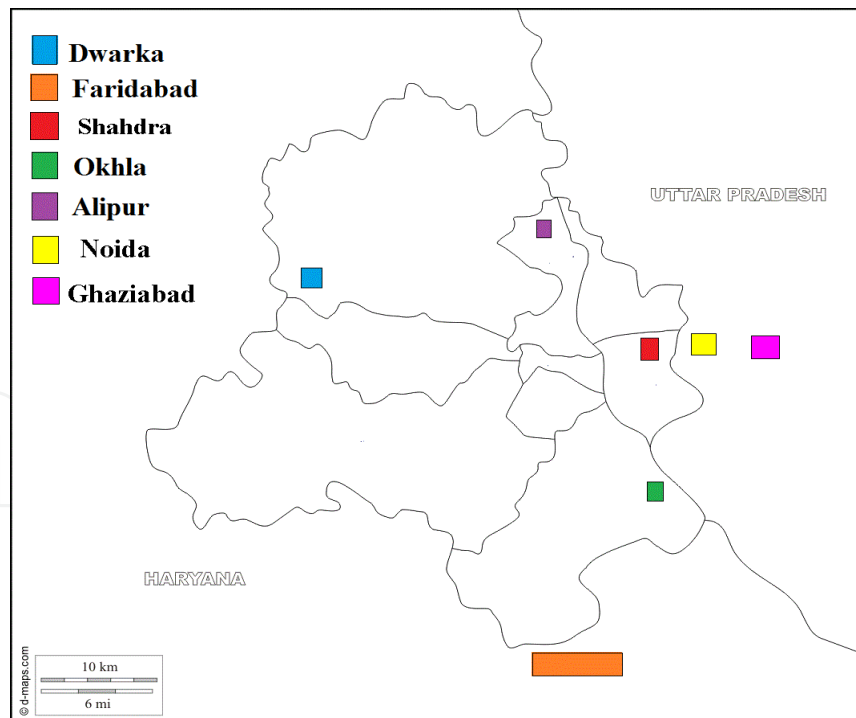 Dwarka
Faridabad
Shahdra
Okhla
Alipur
Noida
Ghaziabad
UTTAR PRADESH
HARYANA
© d-maps.com
10 km
6 mi